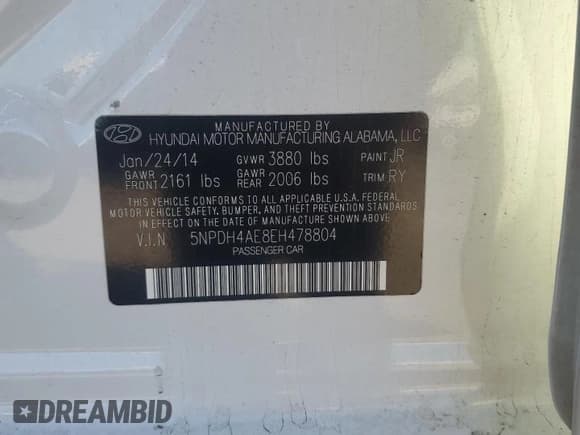 MANUFACTURED BY
HYUNDAI MOTOR MANUFACTURING ALABAMA, LLC
Jan/24/14 GVWR 3880 lbs PAINT JR
GAWR FRONT 2161 lbs GAWR REAR 2006 lbs TRIM RY
THIS VEHICLE CONFORMS TO ALL APPLICABLE U.S.A. FEDERAL
MOTOR VEHICLE SAFETY, BUMPER, AND THEFT PREVENTION STANDARDS
IN EFFECT ON THE DATE OF MANUFACTURE SHOWN ABOVE.
V.I.N 5NPDH4AE8EH478804
PASSENGER CAR
DREAMBID